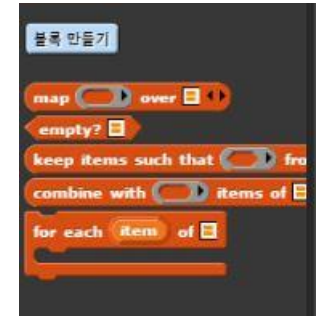 블록 만들기
map over
empty?
keep items such that fro
combine with items of
for each item of